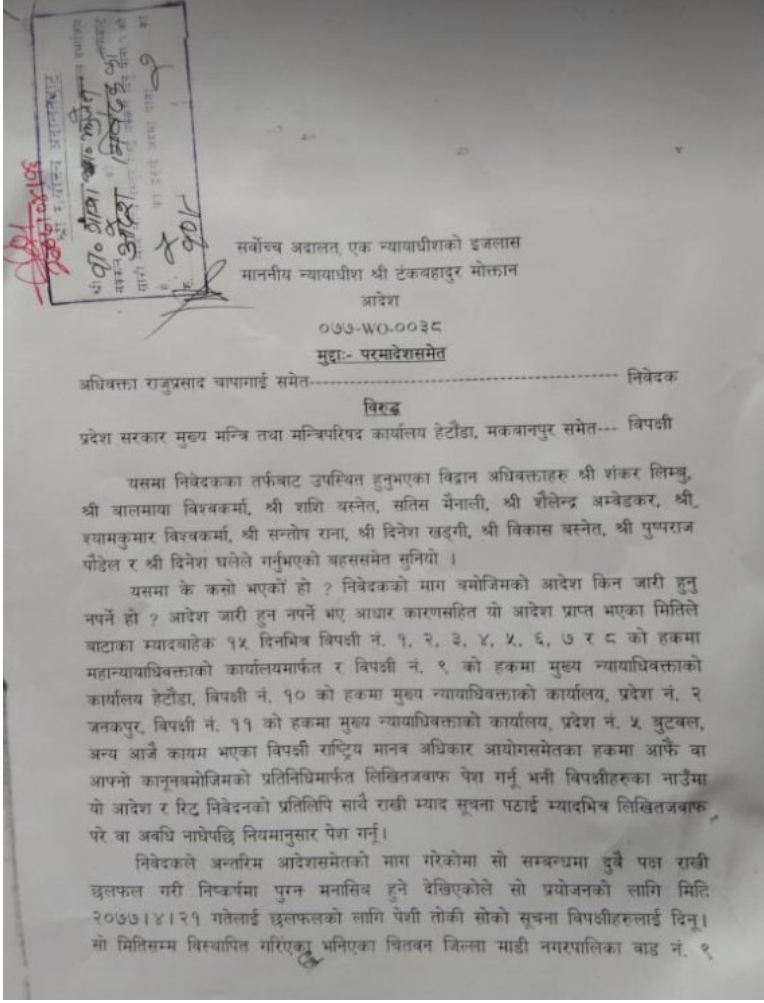 श्री सर्वोच्च अदालतबाट
आदेश
सर्वोच्च अदालत, एक न्यायाधीशको इजलास
माननीय न्यायाधीश श्री टंकबहादुर मोक्तान
आदेश
०७७-WO-००३८
मुद्दाः- परमादेशसमेत
अधिवक्ता राजुप्रसाद चापागाई समेत------------------------------------------- निवेदक
विरुद्ध
प्रदेश सरकार मुख्य मन्त्रि तथा मन्त्रिपरिषद कार्यालय हेटौंडा, मकवानपुर समेत--- विपक्षी
यसमा निवेदकका तर्फबाट उपस्थित हुनुभएका विद्वान अधिवक्ताहरु श्री शंकर लिम्बु,
श्री बालमाया विश्वकर्मा, श्री शशि बस्नेत, सतिस मैनाली, श्री शैलेन्द्र अम्वेडकर, श्री
श्यामकुमार विश्वकर्मा, श्री सन्तोष राना, श्री दिनेश खड्गी, श्री विकास बस्नेत, श्री पुष्पराज
पौडेल र श्री दिनेश घलेले गर्नुभएको बहससमेत सुनियो ।
यसमा के कसो भएको हो ? निवेदकको माग बमोजिमको आदेश किन जारी हुनु
नपर्ने हो ? आदेश जारी हुन नपर्ने भए आधार कारणसहित यो आदेश प्राप्त भएका मितिले
बाटाका म्यादबाहेक १५ दिनभित्र विपक्षी नं. १, २, ३, ४, ५, ६, ७ र ८ को हकमा
महान्यायाधिवक्ताको कार्यालयमार्फत र विपक्षी नं. ९ को हकमा मुख्य न्यायाधिवक्ताको
कार्यालय हेटौंडा, विपक्षी नं. १० को हकमा मुख्य न्यायाधिवक्ताको कार्यालय, प्रदेश नं. २
जनकपुर, विपक्षी नं. ११ को हकमा मुख्य न्यायाधिवक्ताको कार्यालय, प्रदेश नं. ५ बुटवल,
अन्य आजै कायम भएका विपक्षी राष्ट्रिय मानव अधिकार आयोगसमेतका हकमा आफै वा
आफ्नो कानूनबमोजिमको प्रतिनिधिमार्फत लिखितजवाफ पेश गर्नू भनी विपक्षीहरुका नाउँमा
यो आदेश र रिट निवेदनको प्रतिलिपि साथै राखी म्याद सूचना पठाई म्यादभित्र लिखितजवाफ
परे वा अवधि नाघेपछि नियमानुसार पेश गर्नू।
निवेदकले अन्तरिम आदेशसमेतको माग गरेकोमा सो सम्बन्धमा दुवै पक्ष राखी
छलफल गरी निष्कर्षमा पुग्न मनासिब हुने देखिएकोले सो प्रयोजनको लागि मिति
२०७७।४।२१ गतेलाई छलफलको लागि पेशी तोकी सोको सूचना विपक्षीहरुलाई दिनू।
सो मितिसम्म विस्थापित गरिएका भनिएका चितवन जिल्ला माडी नगरपालिका वाड नं. ९